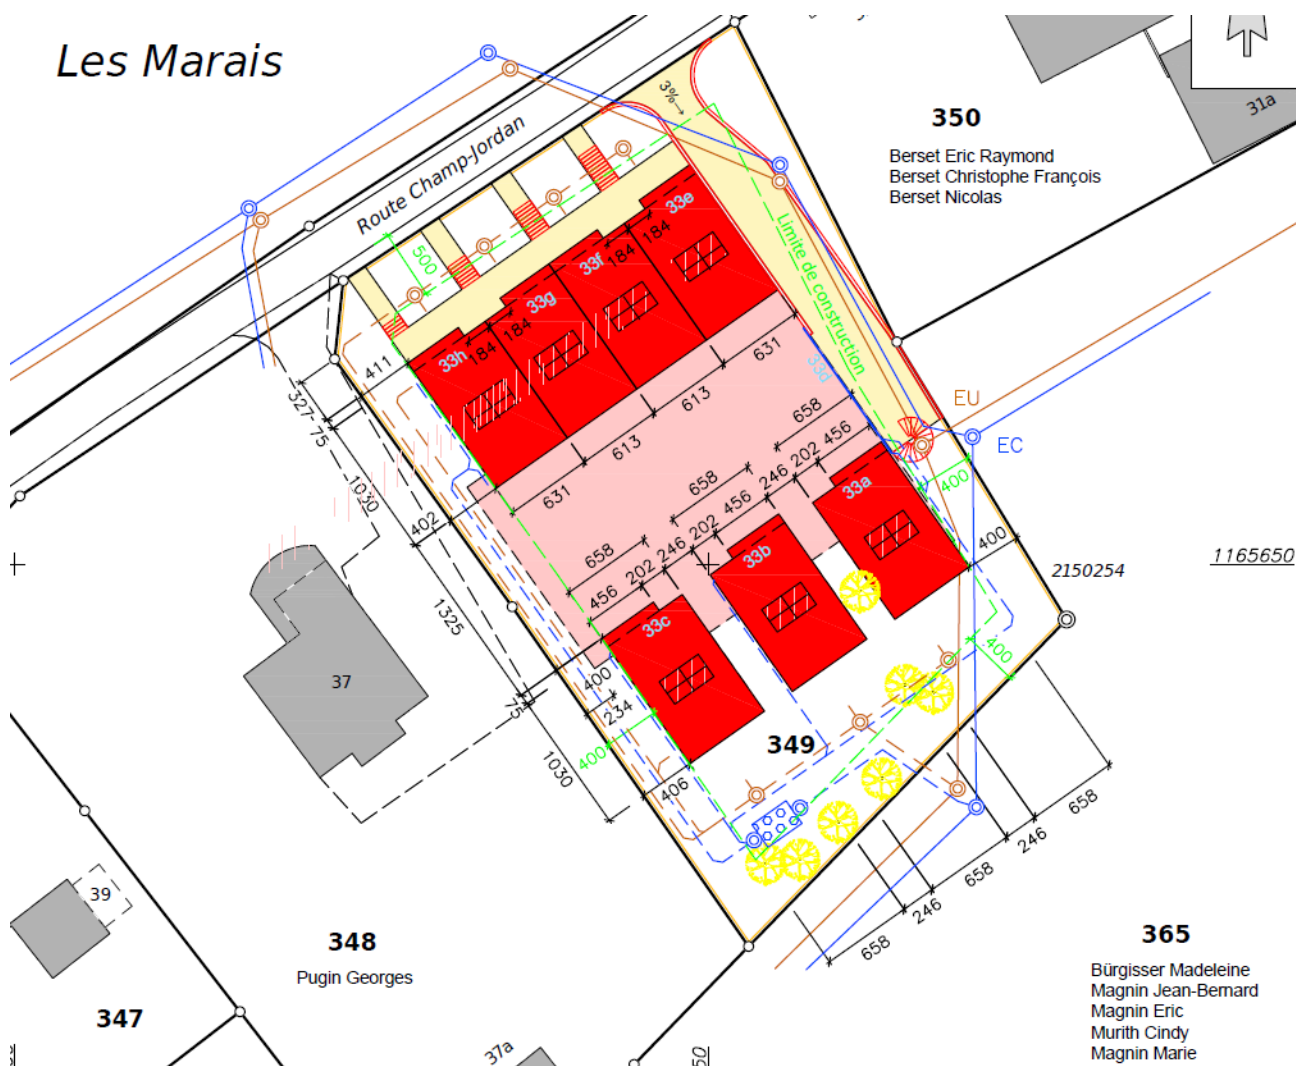 Les Marais
Route Champ-Jordan
3%
350
Berset Eric Raymond
Berset Christophe François
Berset Nicolas
31a
33e
184
33f
184
500
33g
184
33h
184
Limite de construction
411
327
75
631
613
613
631
33d
EU
EC
658
456
202
246
658
456
202
246
658
456
202
246
400
400
33a
33b
33c
1030
402
1325
37
2150254
1165650
400
400
234
75
400
406
1030
349
658
246
658
246
658
39
348
Pugin Georges
347
37a
365
Bürgisser Madeleine
Magnin Jean-Bernard
Magnin Eric
Murith Cindy
Magnin Marie